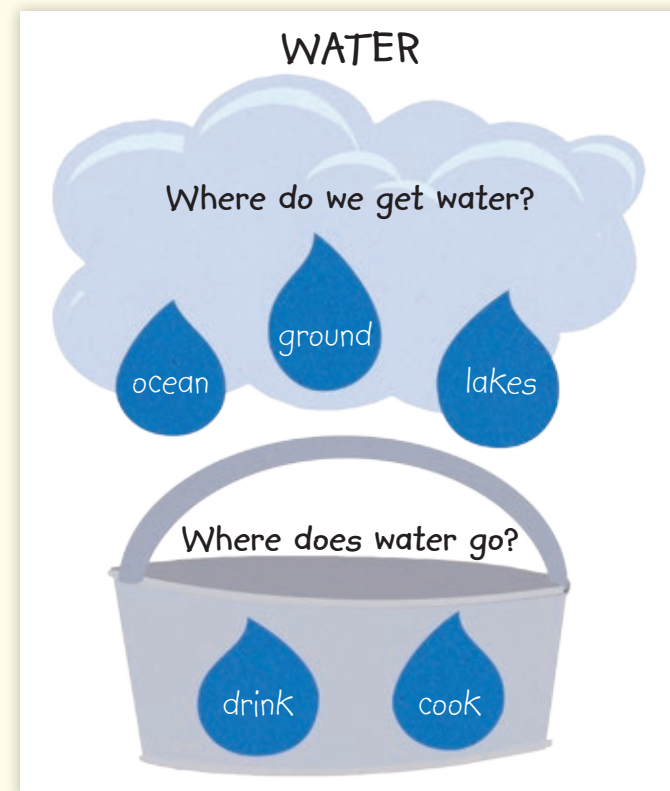 WATER
Where do we get water?
ground
ocean
lakes
Where does water go?
drink
cook